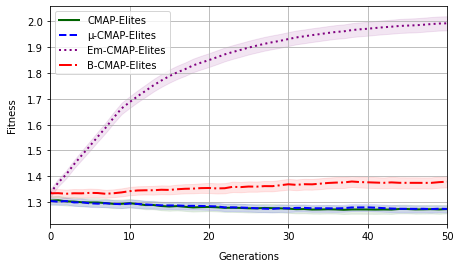 CMAP-Elites
μ-CMAP-Elites
Em-CMAP-Elites
B-CMAP-Elites
Fitness
2.0
1.9
1.8
1.7
1.6
1.5
1.4
1.3
0 10 20 30 40 50
Generations